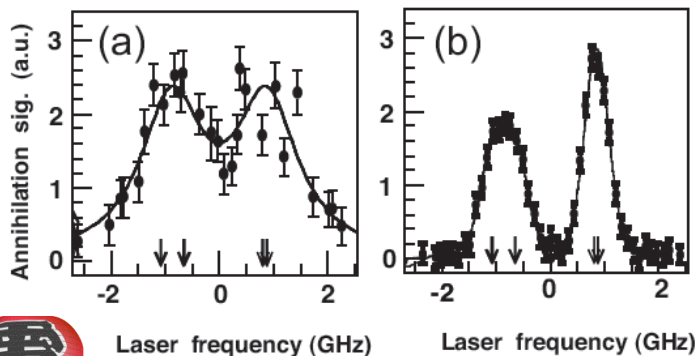 (a)
(b)
Annihilation sig. (a.u.)
3
2
1
0
-2
0
2
Laser frequency (GHz)
3
2
1
0
-2
0
2
Laser frequency (GHz)